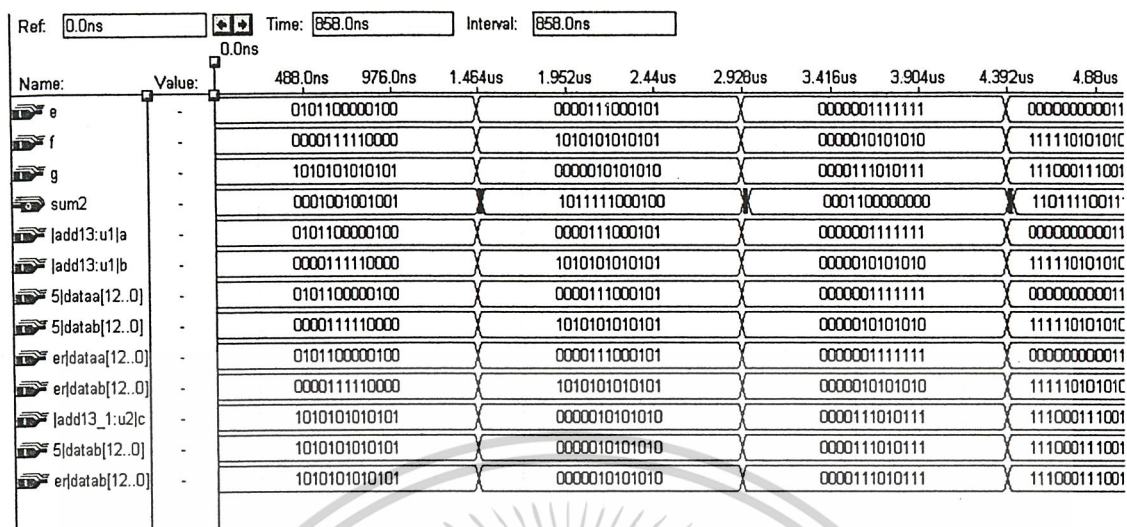 Ref: 0.0ns Time: 858.0ns Interval: 858.0ns
0.0ns
Name: Value: 488.0ns 976.0ns 1.464us 1.952us 2.44us 2.928us 3.416us 3.904us 4.392us 4.88us
e - 0101100000100 0000111000101 0000001111111 000000000011
f - 0000111110000 1010101010101 0000010101010 111110101010
g - 1010101010101 0000010101010 0000111010111 111000111001
sum2 - 0001001001001 1011111000100 0001100000000 110111100111
|add13:u1|a - 0101100000100 0000111000101 0000001111111 000000000011
|add13:u1|b - 0000111110000 1010101010101 0000010101010 111110101010
5|dataa[12..0] - 0101100000100 0000111000101 0000001111111 000000000011
5|datab[12..0] - 0000111110000 1010101010101 0000010101010 111110101010
er|dataa[12..0] - 0101100000100 0000111000101 0000001111111 000000000011
er|datab[12..0] - 0000111110000 1010101010101 0000010101010 111110101010
|add13_1:u2|c - 1010101010101 0000010101010 0000111010111 111000111001
5|datab[12..0] - 1010101010101 0000010101010 0000111010111 111000111001
er|datab[12..0] - 1010101010101 0000010101010 0000111010111 111000111001